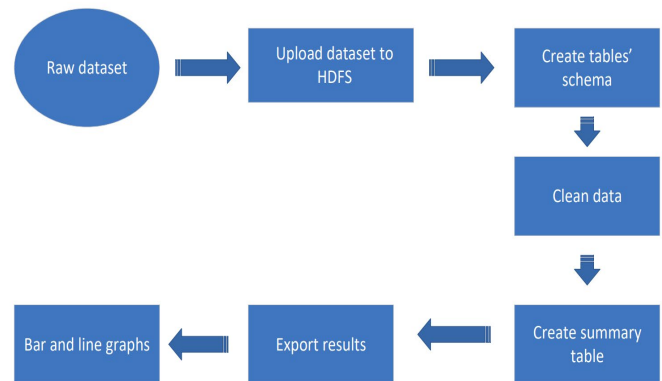 Raw dataset
Upload dataset to
HDFS
Create tables'
schema
Clean data
Create summary
table
Export results
Bar and line graphs